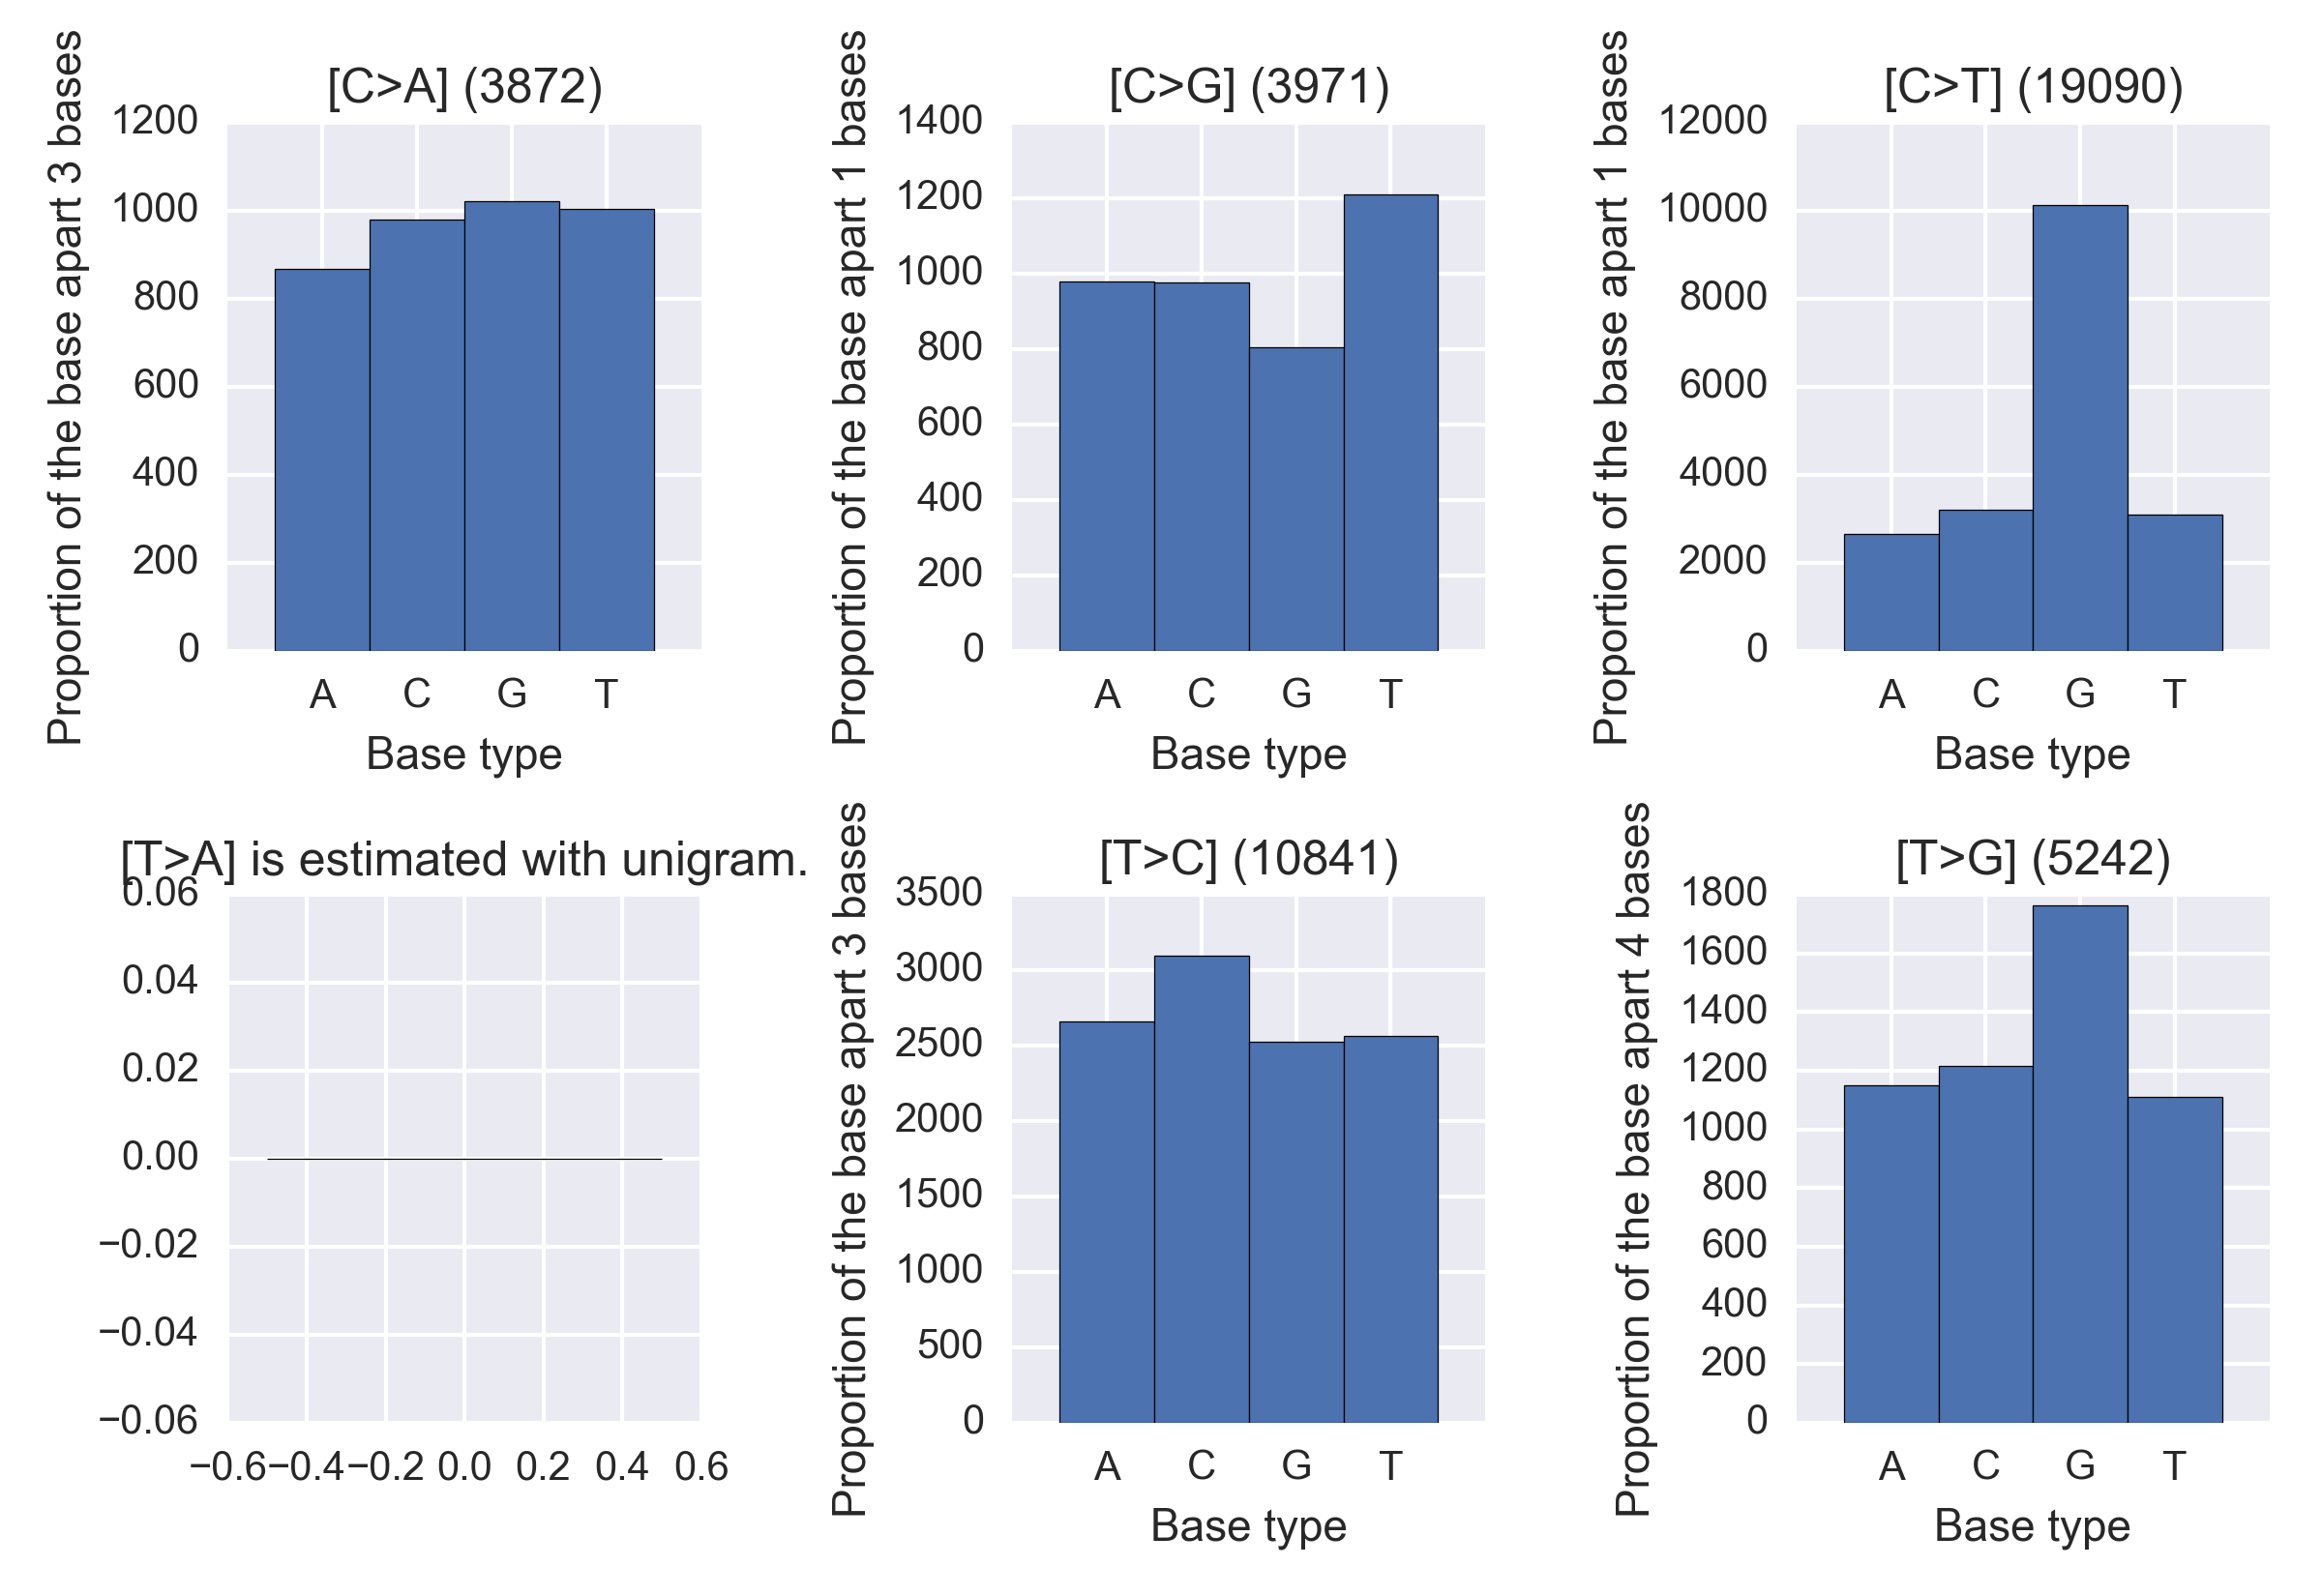 [C>A] (3872)
Proportion of the base apart 3 bases
1200
1000
800
600
400
200
0
A C G T
Base type
[C>G] (3971)
Proportion of the base apart 1 bases
1400
1200
1000
800
600
400
200
0
A C G T
Base type
[C>T] (19090)
Proportion of the base apart 1 bases
12000
10000
8000
6000
4000
2000
0
A C G T
Base type
[T>A] is estimated with unigram.
0.06
0.04
0.02
0.00
−0.02
−0.04
−0.06
−0.6 −0.4 −0.2 0.0 0.2 0.4 0.6
[T>C] (10841)
Proportion of the base apart 3 bases
3500
3000
2500
2000
1500
1000
500
0
A C G T
Base type
[T>G] (5242)
Proportion of the base apart 4 bases
1800
1600
1400
1200
1000
800
600
400
200
0
A C G T
Base type